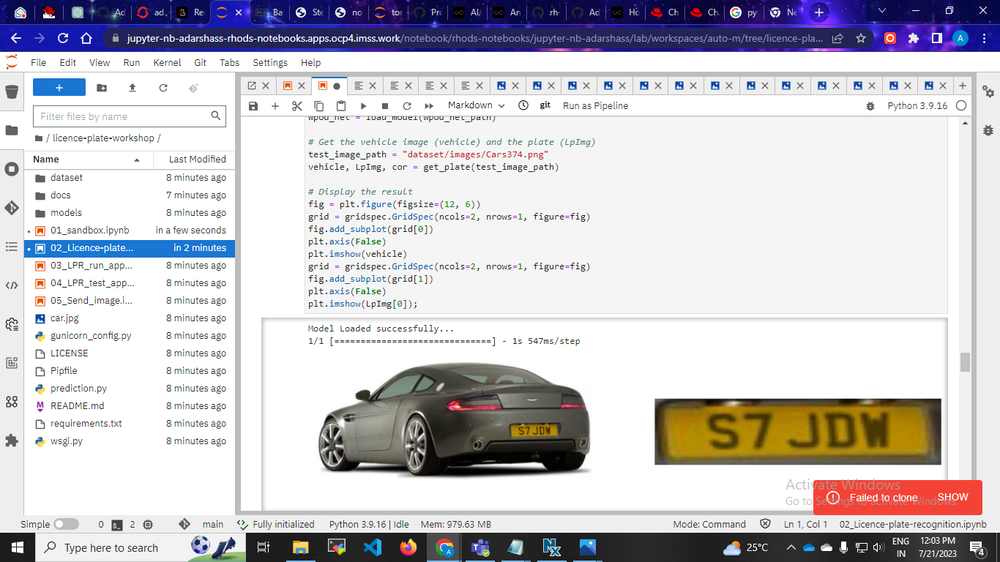 ad.
Re
Ba
Ste
no
tor
Pr
AI/
An
rh-
Ad
Ho
Ch
Ch
py
Ne
jupyter-nb-adarshass-rhods-notebooks.apps.ocp4.imss.work/notebook/rhods-notebooks/jupyter-nb-adarshass/lab/workspaces/auto-m/tree/licence-pla...
A
File Edit View Run Kernel Git Tabs Settings Help
Filter files by name
/ licence-plate-workshop /
Name Last Modified
dataset 8 minutes ago
docs 7 minutes ago
models 8 minutes ago
01_sandbox.ipynb in a few seconds
02_Licence-plate... in 2 minutes
03_LPR_run_app... 8 minutes ago
04_LPR_test_app... 8 minutes ago
05_Send_image.i... 8 minutes ago
car.jpg 8 minutes ago
gunicorn_config.py 8 minutes ago
LICENSE 8 minutes ago
Pipfile 8 minutes ago
prediction.py 8 minutes ago
README.md 8 minutes ago
requirements.txt 8 minutes ago
wsgi.py 8 minutes ago
Markdown git Run as Pipeline Python 3.9.16
wpod_net = load_model(wpod_net_path)
# Get the vehicle image (vehicle) and the plate (LpImg)
test_image_path = "dataset/images/Cars374.png"
vehicle, LpImg, cor = get_plate(test_image_path)
# Display the result
fig = plt.figure(figsize=(12, 6))
grid = gridspec.GridSpec(ncols=2, nrows=1, figure=fig)
fig.add_subplot(grid[0])
plt.axis(False)
plt.imshow(vehicle)
grid = gridspec.GridSpec(ncols=2, nrows=1, figure=fig)
fig.add_subplot(grid[1])
plt.axis(False)
plt.imshow(LpImg[0]);
Model Loaded successfully...
1/1 [==============================] - 1s 547ms/step
S7 JDW
S7 JDW
Activate Windows
Go to Settings to activate Windows.
Failed to clone SHOW
Simple 0 2 main Fully initialized Python 3.9.16 | Idle Mem: 979.63 MB Mode: Command Ln 1, Col 1 02_Licence-plate-recognition.ipynb
Type here to search
25°C
ENG
IN
12:03 PM
7/21/2023
4